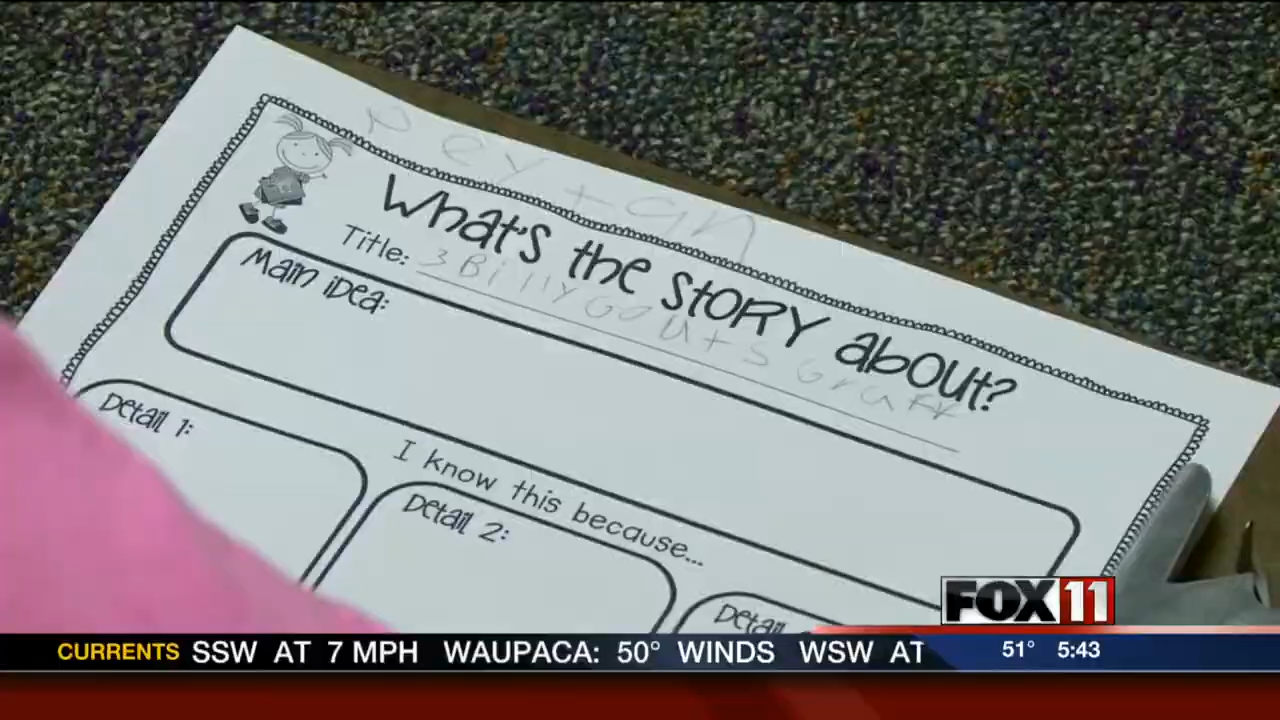 Peyton
What's the Story about?
Title: 3 Billy Gouts Gruff
Main idea:
I know this because...
Detail 1:
Detail 2:
Detail
FOX 11
CURRENTS SSW AT 7 MPH WAUPACA: 50° WINDS WSW AT 51° 5:43